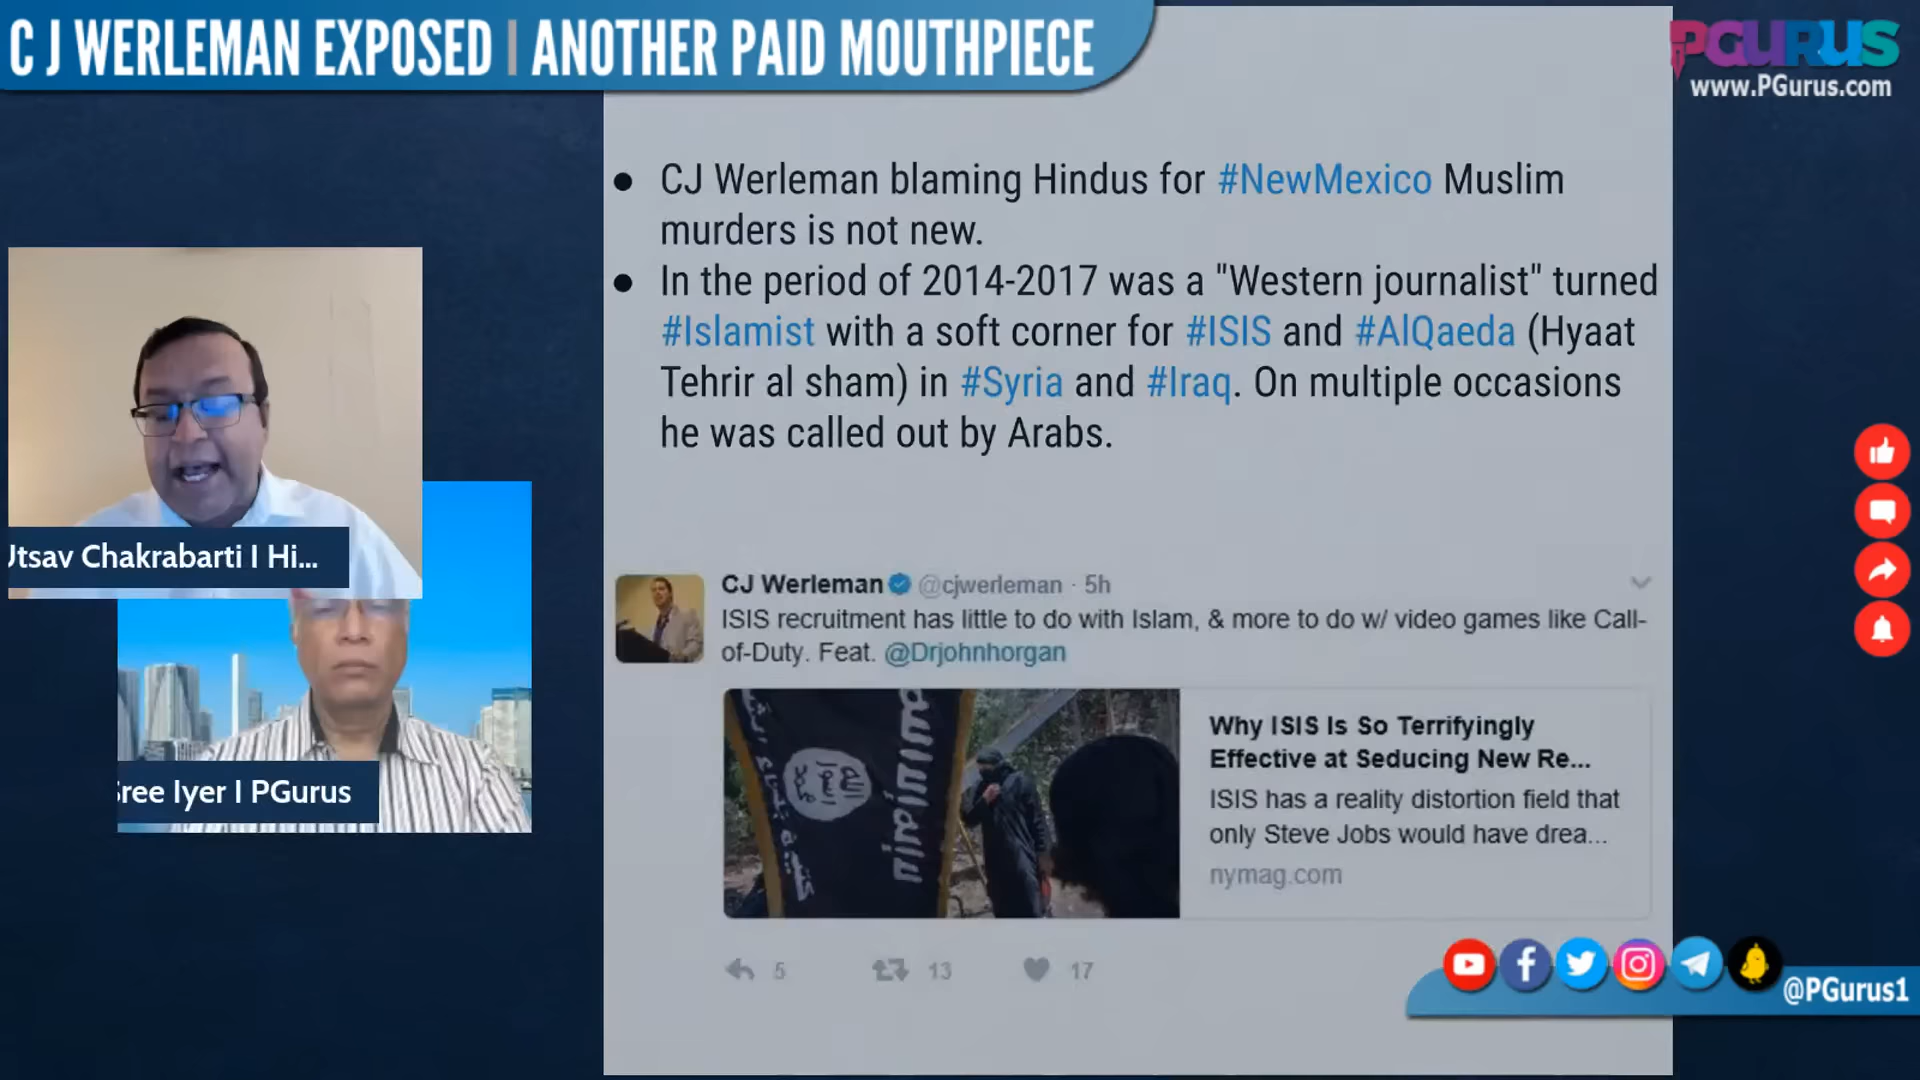 C J WERLEMAN EXPOSED | ANOTHER PAID MOUTHPIECE
PGURUS
www.PGurus.com
● CJ Werleman blaming Hindus for #NewMexico Muslim
murders is not new.
● In the period of 2014-2017 was a "Western journalist" turned
#Islamist with a soft corner for #ISIS and #AlQaeda (Hyaat
Tehrir al sham) in #Syria and #Iraq. On multiple occasions
he was called out by Arabs.
Utsav Chakrabarti I Hi...
Sree Iyer I PGurus
CJ Werleman @cjwerleman · 5h
ISIS recruitment has little to do with Islam, & more to do w/ video games like Call-
of-Duty. Feat. @Drjohnhorgan
الله
رسول
محمد
Why ISIS Is So Terrifyingly
Effective at Seducing New Re...
ISIS has a reality distortion field that
only Steve Jobs would have drea...
nymag.com
5 13 17
@PGurus1